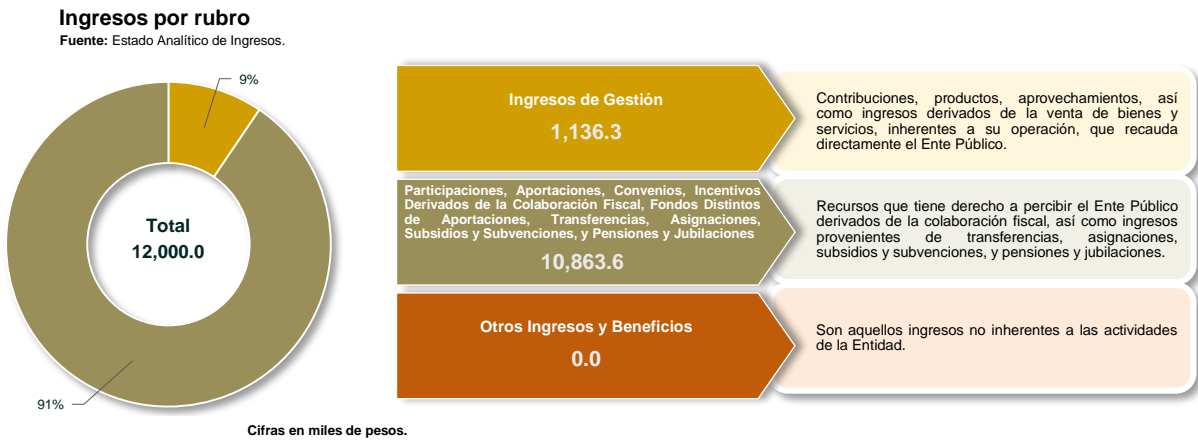 Ingresos por rubro
Fuente: Estado Analítico de Ingresos.
9%
Total
12,000.0
91%
Ingresos de Gestión
1,136.3
Contribuciones, productos, aprovechamientos, así
como ingresos derivados de la venta de bienes y
servicios, inherentes a su operación, que recauda
directamente el Ente Público.
Participaciones, Aportaciones, Convenios, Incentivos
Derivados de la Colaboración Fiscal, Fondos Distintos
de Aportaciones, Transferencias, Asignaciones,
Subsidios y Subvenciones, y Pensiones y Jubilaciones
10,863.6
Recursos que tiene derecho a percibir el Ente Público
derivados de la colaboración fiscal, así como ingresos
provenientes de transferencias, asignaciones,
subsidios y subvenciones, y pensiones y jubilaciones.
Otros Ingresos y Beneficios
0.0
Son aquellos ingresos no inherentes a las actividades
de la Entidad.
Cifras en miles de pesos.